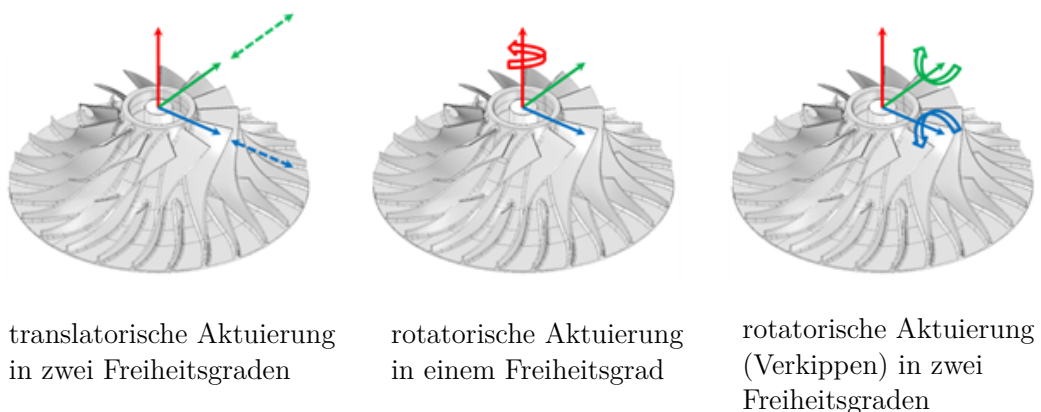 translatorische Aktuierung
in zwei Freiheitsgraden
rotatorische Aktuierung
in einem Freiheitsgrad
rotatorische Aktuierung
(Verkippen) in zwei
Freiheitsgraden